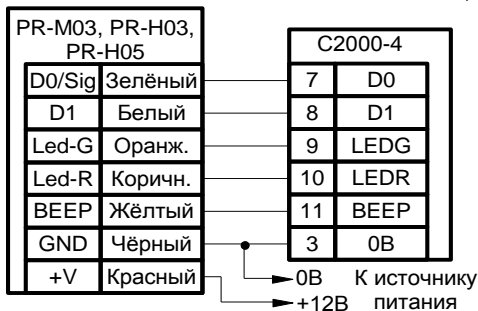 PR-M03, PR-H03,
PR-H05
D0/Sig Зелёный
D1 Белый
Led-G Оранж.
Led-R Коричн.
BEEP Жёлтый
GND Чёрный
+V Красный
С2000-4
7 D0
8 D1
9 LEDG
10 LEDR
11 BEEP
3 0В
0В К источнику
+12В питания